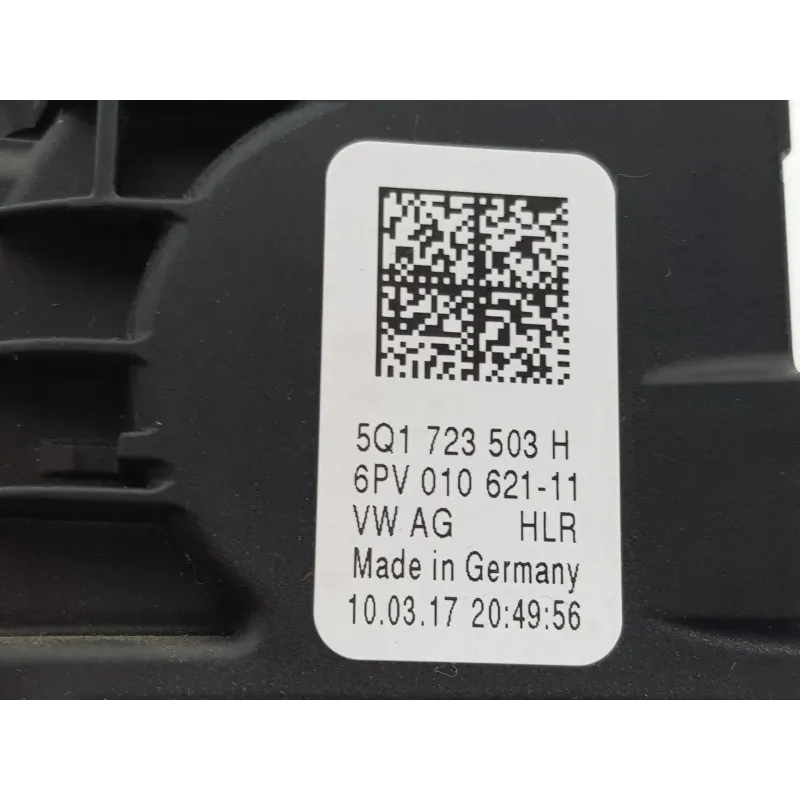 5Q1 723 503 H
6PV 010 621-11
VW AG HLR
Made in Germany
10.03.17 20:49:56